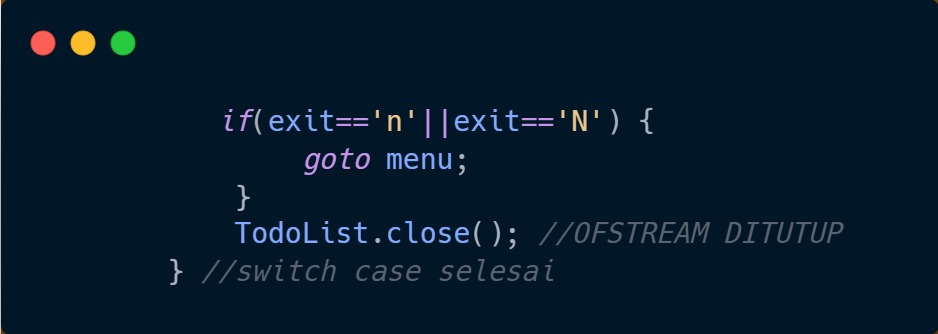 if(exit=='n'||exit=='N') {
goto menu;
}
TodoList.close(); //OFSTREAM DITUTUP
} //switch case selesai